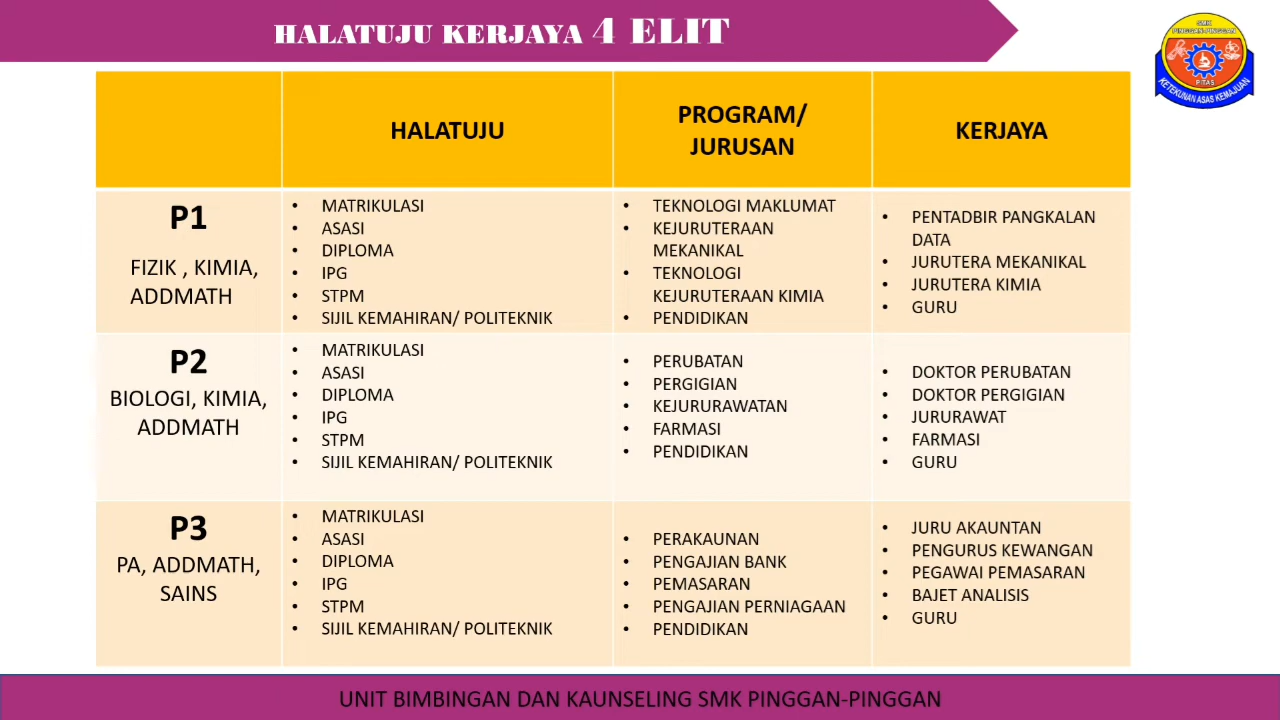 HALATUJU KERJAYA 4 ELIT
SMK
PINGGAN-PINGGAN
PITAS
KETEKUNAN ASAS KEMAJUAN
HALATUJU
PROGRAM/
JURUSAN
KERJAYA
P1
FIZIK , KIMIA,
ADDMATH
• MATRIKULASI
• ASASI
• DIPLOMA
• IPG
• STPM
• SIJIL KEMAHIRAN/ POLITEKNIK
• TEKNOLOGI MAKLUMAT
• KEJURUTERAAN
MEKANIKAL
• TEKNOLOGI
KEJURUTERAAN KIMIA
• PENDIDIKAN
• PENTADBIR PANGKALAN
DATA
• JURUTERA MEKANIKAL
• JURUTERA KIMIA
• GURU
P2
BIOLOGI, KIMIA,
ADDMATH
• MATRIKULASI
• ASASI
• DIPLOMA
• IPG
• STPM
• SIJIL KEMAHIRAN/ POLITEKNIK
• PERUBATAN
• PERGIGIAN
• KEJURURAWATAN
• FARMASI
• PENDIDIKAN
• DOKTOR PERUBATAN
• DOKTOR PERGIGIAN
• JURURAWAT
• FARMASI
• GURU
P3
PA, ADDMATH,
SAINS
• MATRIKULASI
• ASASI
• DIPLOMA
• IPG
• STPM
• SIJIL KEMAHIRAN/ POLITEKNIK
• PERAKAUNAN
• PENGAJIAN BANK
• PEMASARAN
• PENGAJIAN PERNIAGAAN
• PENDIDIKAN
• JURU AKAUNTAN
• PENGURUS KEWANGAN
• PEGAWAI PEMASARAN
• BAJET ANALISIS
• GURU
UNIT BIMBINGAN DAN KAUNSELING SMK PINGGAN-PINGGAN